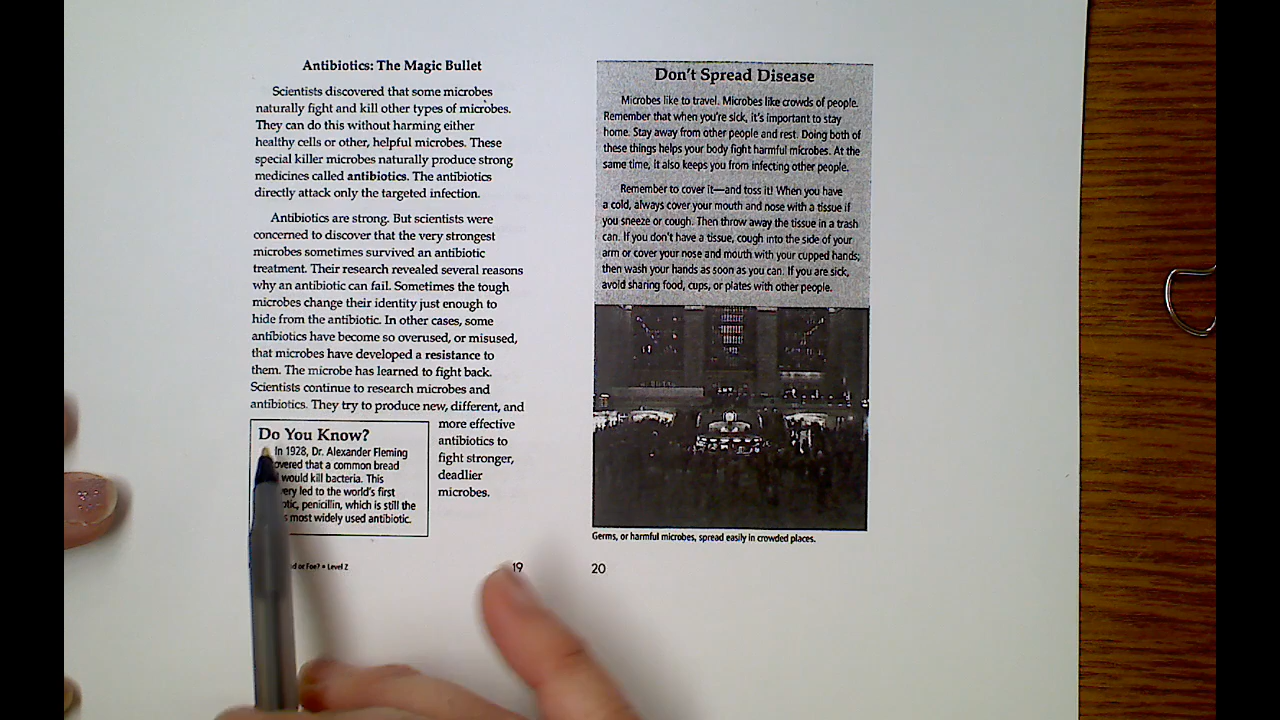 Antibiotics: The Magic Bullet
Scientists discovered that some microbes
naturally fight and kill other types of microbes.
They can do this without harming either
healthy cells or other, helpful microbes. These
special killer microbes naturally produce strong
medicines called antibiotics. The antibiotics
directly attack only the targeted infection.
Antibiotics are strong. But scientists were
concerned to discover that the very strongest
microbes sometimes survived an antibiotic
treatment. Their research revealed several reasons
why an antibiotic can fail. Sometimes the tough
microbes change their identity just enough to
hide from the antibiotic. In other cases, some
antibiotics have become so overused, or misused,
that microbes have developed a resistance to
them. The microbe has learned to fight back.
Scientists continue to research microbes and
antibiotics. They try to produce new, different, and
more effective
antibiotics to
fight stronger,
deadlier
microbes.
Do You Know?
In 1928, Dr. Alexander Fleming
overed that a common bread
would kill bacteria. This
ery led to the world's first
otic, penicillin, which is still the
s most widely used antibiotic.
d or Foe? • Level Z
19
Don't Spread Disease
Microbes like to travel. Microbes like crowds of people.
Remember that when you're sick, it's important to stay
home. Stay away from other people and rest. Doing both of
these things helps your body fight harmful microbes. At the
same time, it also keeps you from infecting other people.
Remember to cover it—and toss it! When you have
a cold, always cover your mouth and nose with a tissue if
you sneeze or cough. Then throw away the tissue in a trash
can. If you don't have a tissue, cough into the side of your
arm or cover your nose and mouth with your cupped hands;
then wash your hands as soon as you can. If you are sick,
avoid sharing food, cups, or plates with other people.
Germs, or harmful microbes, spread easily in crowded places.
20